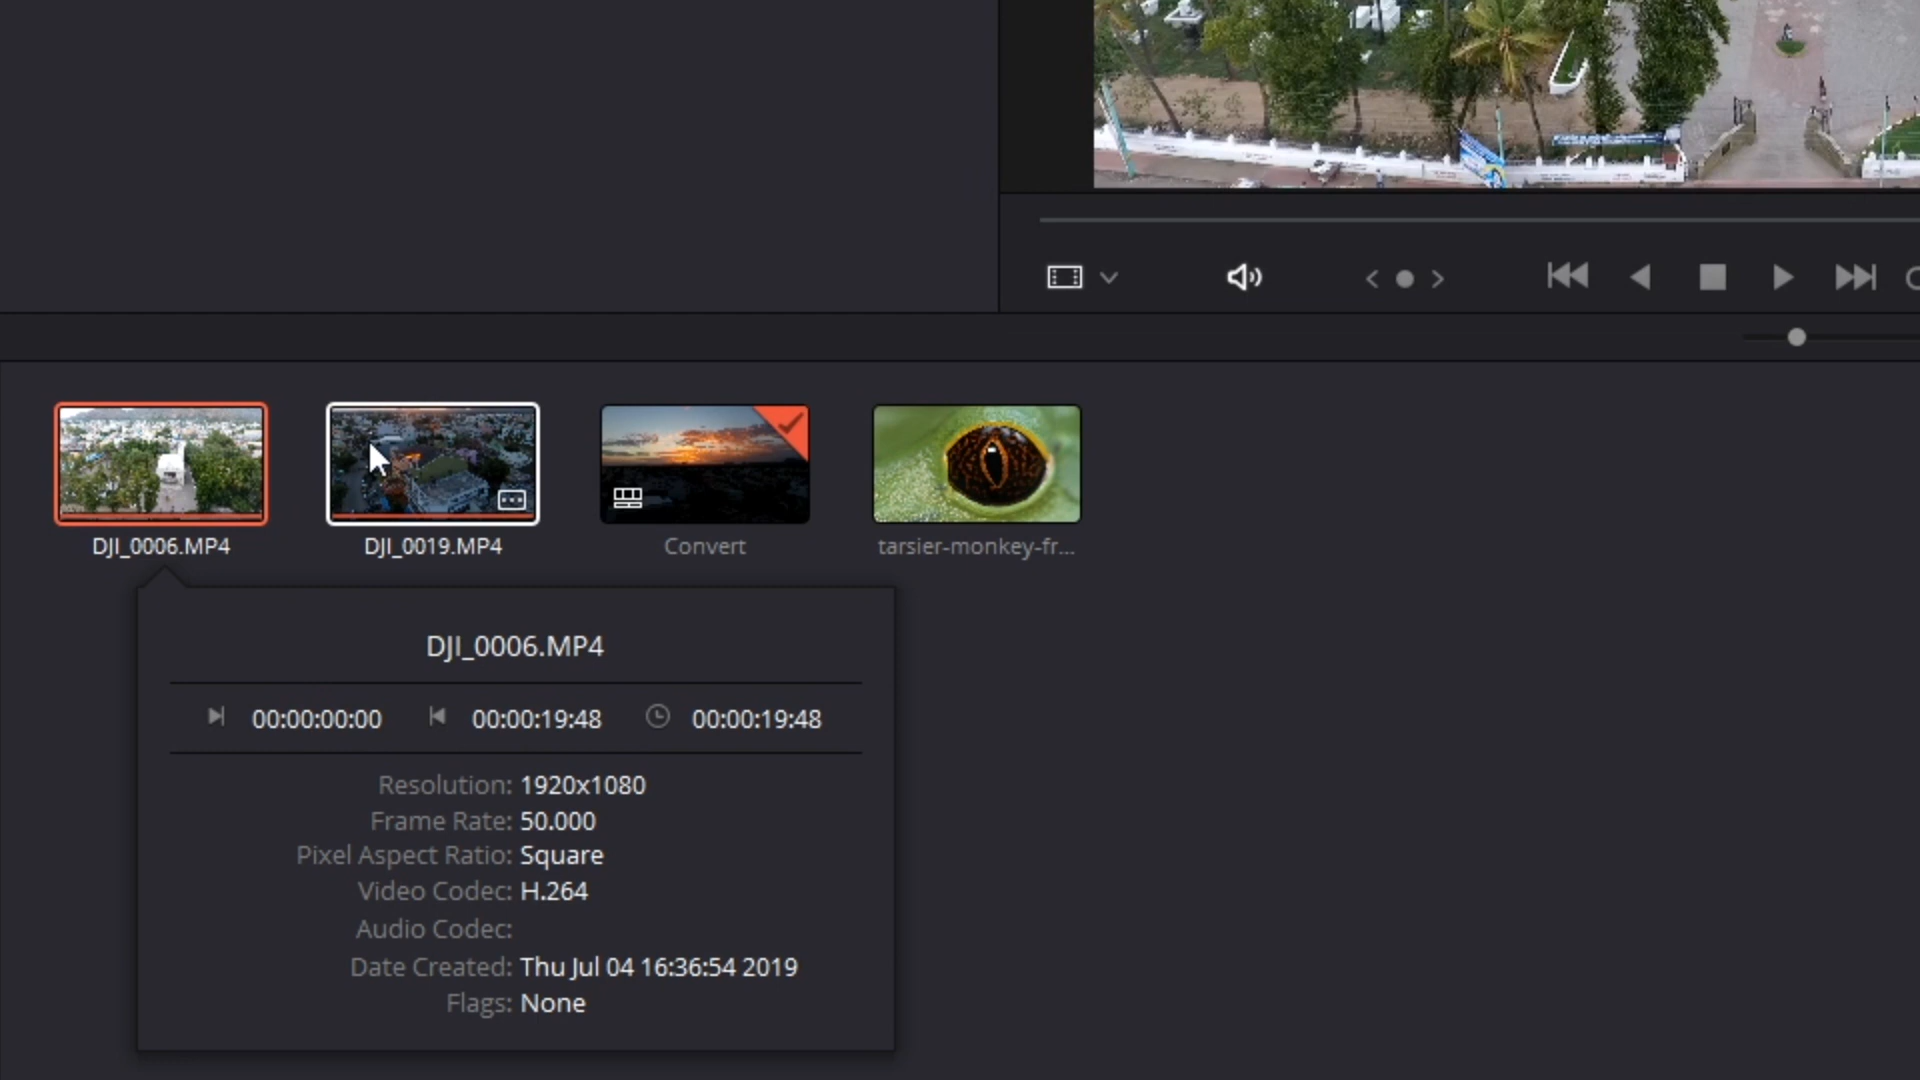 DJI_0006.MP4
DJI_0019.MP4
Convert
tarsier-monkey-fr...
DJI_0006.MP4
00:00:00:00 00:00:19:48 00:00:19:48
Resolution: 1920x1080
Frame Rate: 50.000
Pixel Aspect Ratio: Square
Video Codec: H.264
Audio Codec:
Date Created: Thu Jul 04 16:36:54 2019
Flags: None